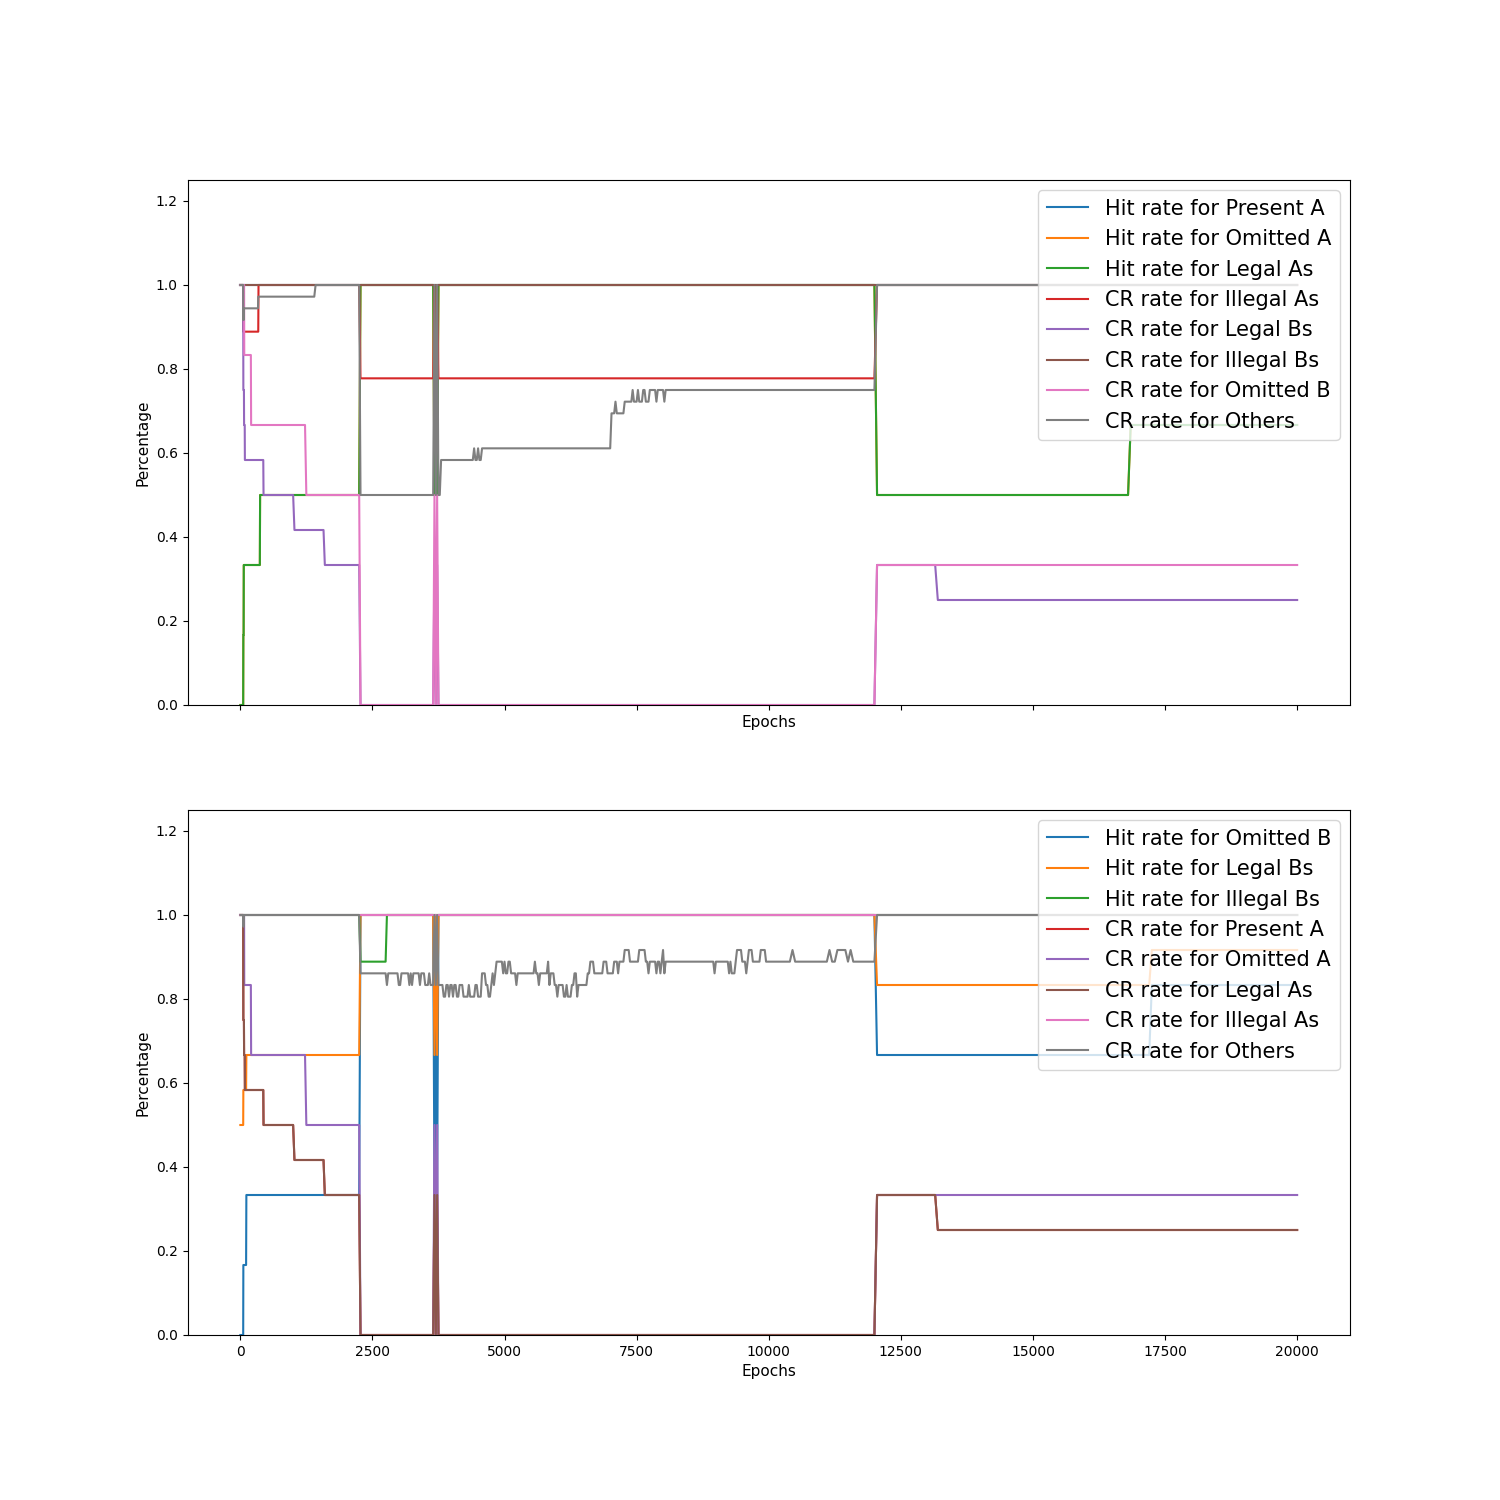 1.2
1.0
0.8
0.6
0.4
0.2
0.0
Percentage
Epochs
Hit rate for Present A
Hit rate for Omitted A
Hit rate for Legal As
CR rate for Illegal As
CR rate for Legal Bs
CR rate for Illegal Bs
CR rate for Omitted B
CR rate for Others
1.2
1.0
0.8
0.6
0.4
0.2
0.0
Percentage
0
2500
5000
7500
10000
12500
15000
17500
20000
Epochs
Hit rate for Omitted B
Hit rate for Legal Bs
Hit rate for Illegal Bs
CR rate for Present A
CR rate for Omitted A
CR rate for Legal As
CR rate for Illegal As
CR rate for Others